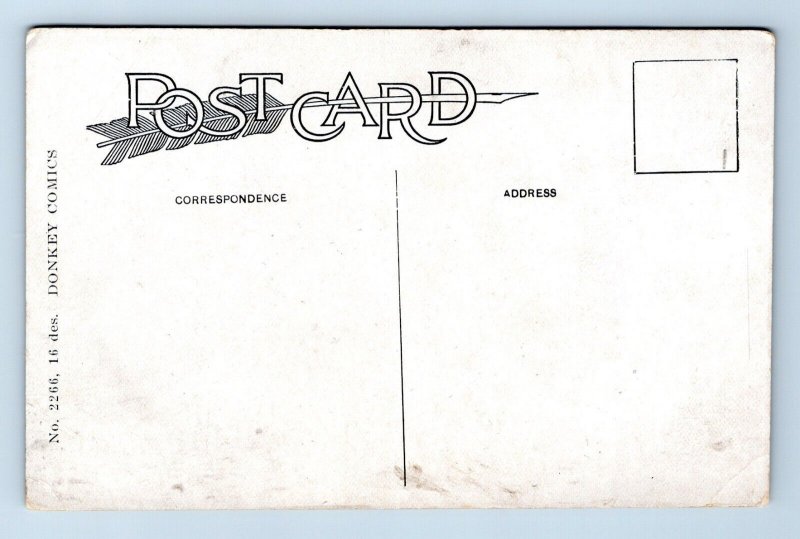 POST CARD
CORRESPONDENCE
ADDRESS
No. 2266, 16 des. DONKEY COMICS